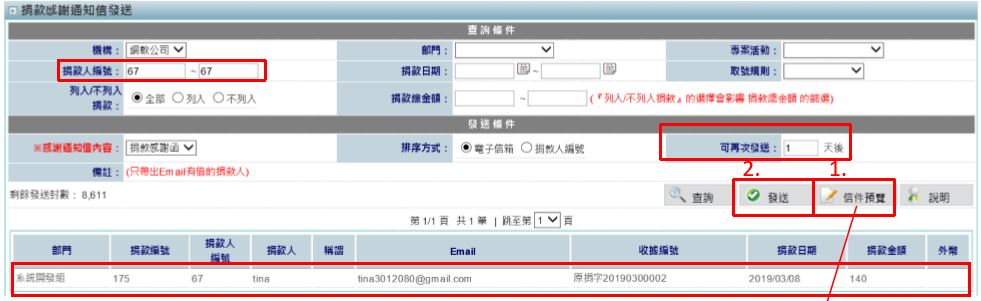 捐款感謝通知信發送
查詢條件
機構： 網軟公司 部門： 專案活動：
捐款人編號： 67 ~ 67 捐款日期： ~ 取號規則：
列入/不列入捐款： 全部 列入 不列入 捐款總金額： ~ (『列入/不列入捐款』的選擇會影響 捐款總金額 的篩選)
發送條件
※感謝通知信內容： 捐款感謝函 排序方式： 電子信箱 捐款人編號 可再次發送： 1 天後
備註： (只帶出Email有值的捐款人)
2. 1.
剩餘發送封數： 8,611 查詢 發送 信件預覽 說明
第 1/1 頁 共 1 筆 | 跳至第 1 頁
部門 捐款編號 捐款人編號 捐款人 稱謂 Email 收據編號 捐款日期 捐款金額 外幣
系統開發組 175 67 tina tina3012080@gmail.com 原捐字20190300002 2019/03/08 140